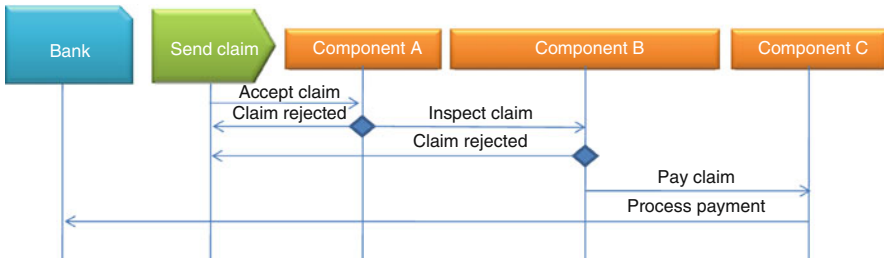 Bank
Send claim
Component A
Component B
Component C
Accept claim
Claim rejected
Inspect claim
Claim rejected
Pay claim
Process payment